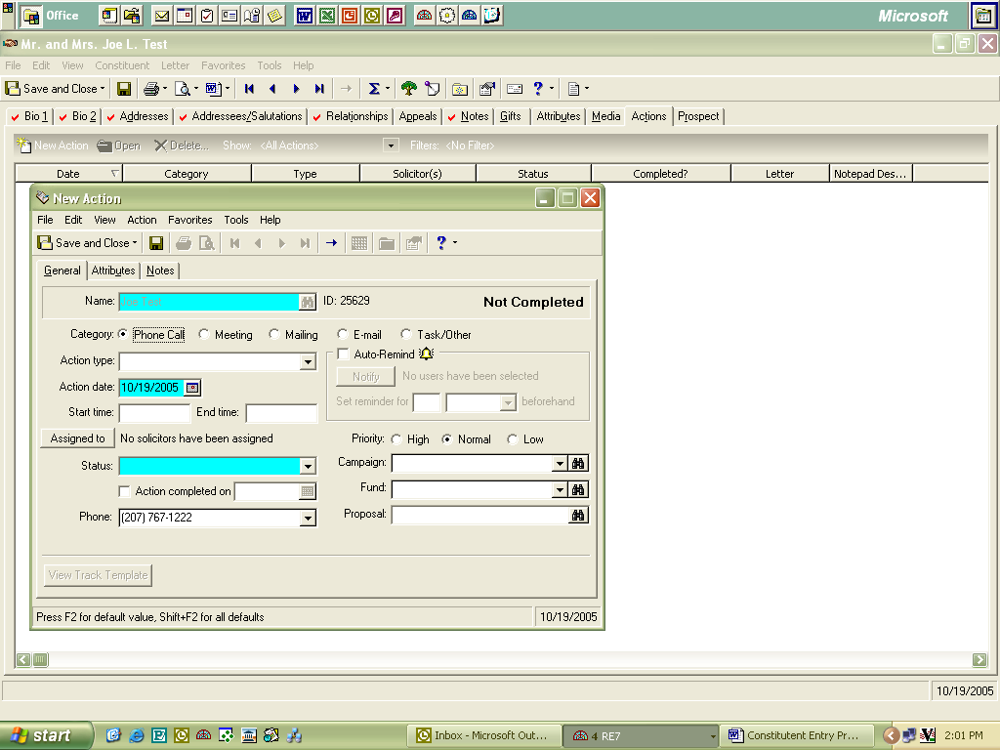 Office
Microsoft
Mr. and Mrs. Joe L. Test
File Edit View Constituent Letter Favorites Tools Help
Save and Close
Bio 1 Bio 2 Addresses Addressees/Salutations Relationships Appeals Notes Gifts Attributes Media Actions Prospect
New Action Open Delete... Show: <All Actions> Filters: <No Filter>
Date Category Type Solicitor(s) Status Completed? Letter Notepad Des...
New Action
File Edit View Action Favorites Tools Help
Save and Close
General Attributes Notes
Name: Joe Test ID: 25629 Not Completed
Category: Phone Call Meeting Mailing E-mail Task/Other
Action type: Auto-Remind
Notify No users have been selected
Action date: 10/19/2005
Set reminder for beforehand
Start time: End time:
Assigned to No solicitors have been assigned Priority: High Normal Low
Status: Campaign:
Action completed on Fund:
Phone: (207) 767-1222 Proposal:
View Track Template
Press F2 for default value, Shift+F2 for all defaults 10/19/2005
10/19/2005
start Inbox - Microsoft Out... 4 RE7 Constitutent Entry Pr... 2:01 PM